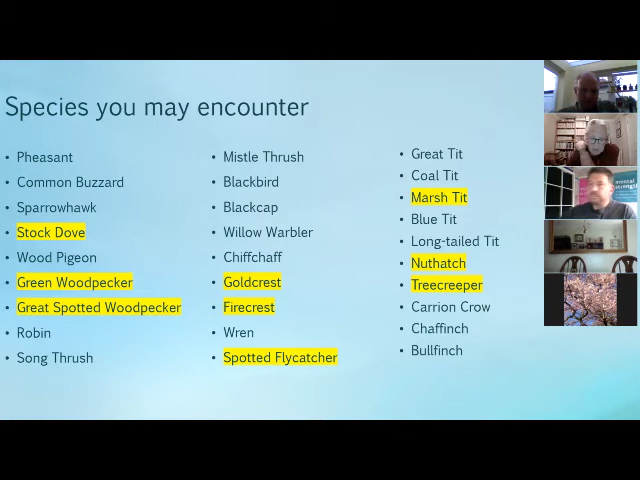 Species you may encounter
• Pheasant
• Common Buzzard
• Sparrowhawk
• Stock Dove
• Wood Pigeon
• Green Woodpecker
• Great Spotted Woodpecker
• Robin
• Song Thrush
• Mistle Thrush
• Blackbird
• Blackcap
• Willow Warbler
• Chiffchaff
• Goldcrest
• Firecrest
• Wren
• Spotted Flycatcher
• Great Tit
• Coal Tit
• Marsh Tit
• Blue Tit
• Long-tailed Tit
• Nuthatch
• Treecreeper
• Carrion Crow
• Chaffinch
• Bullfinch